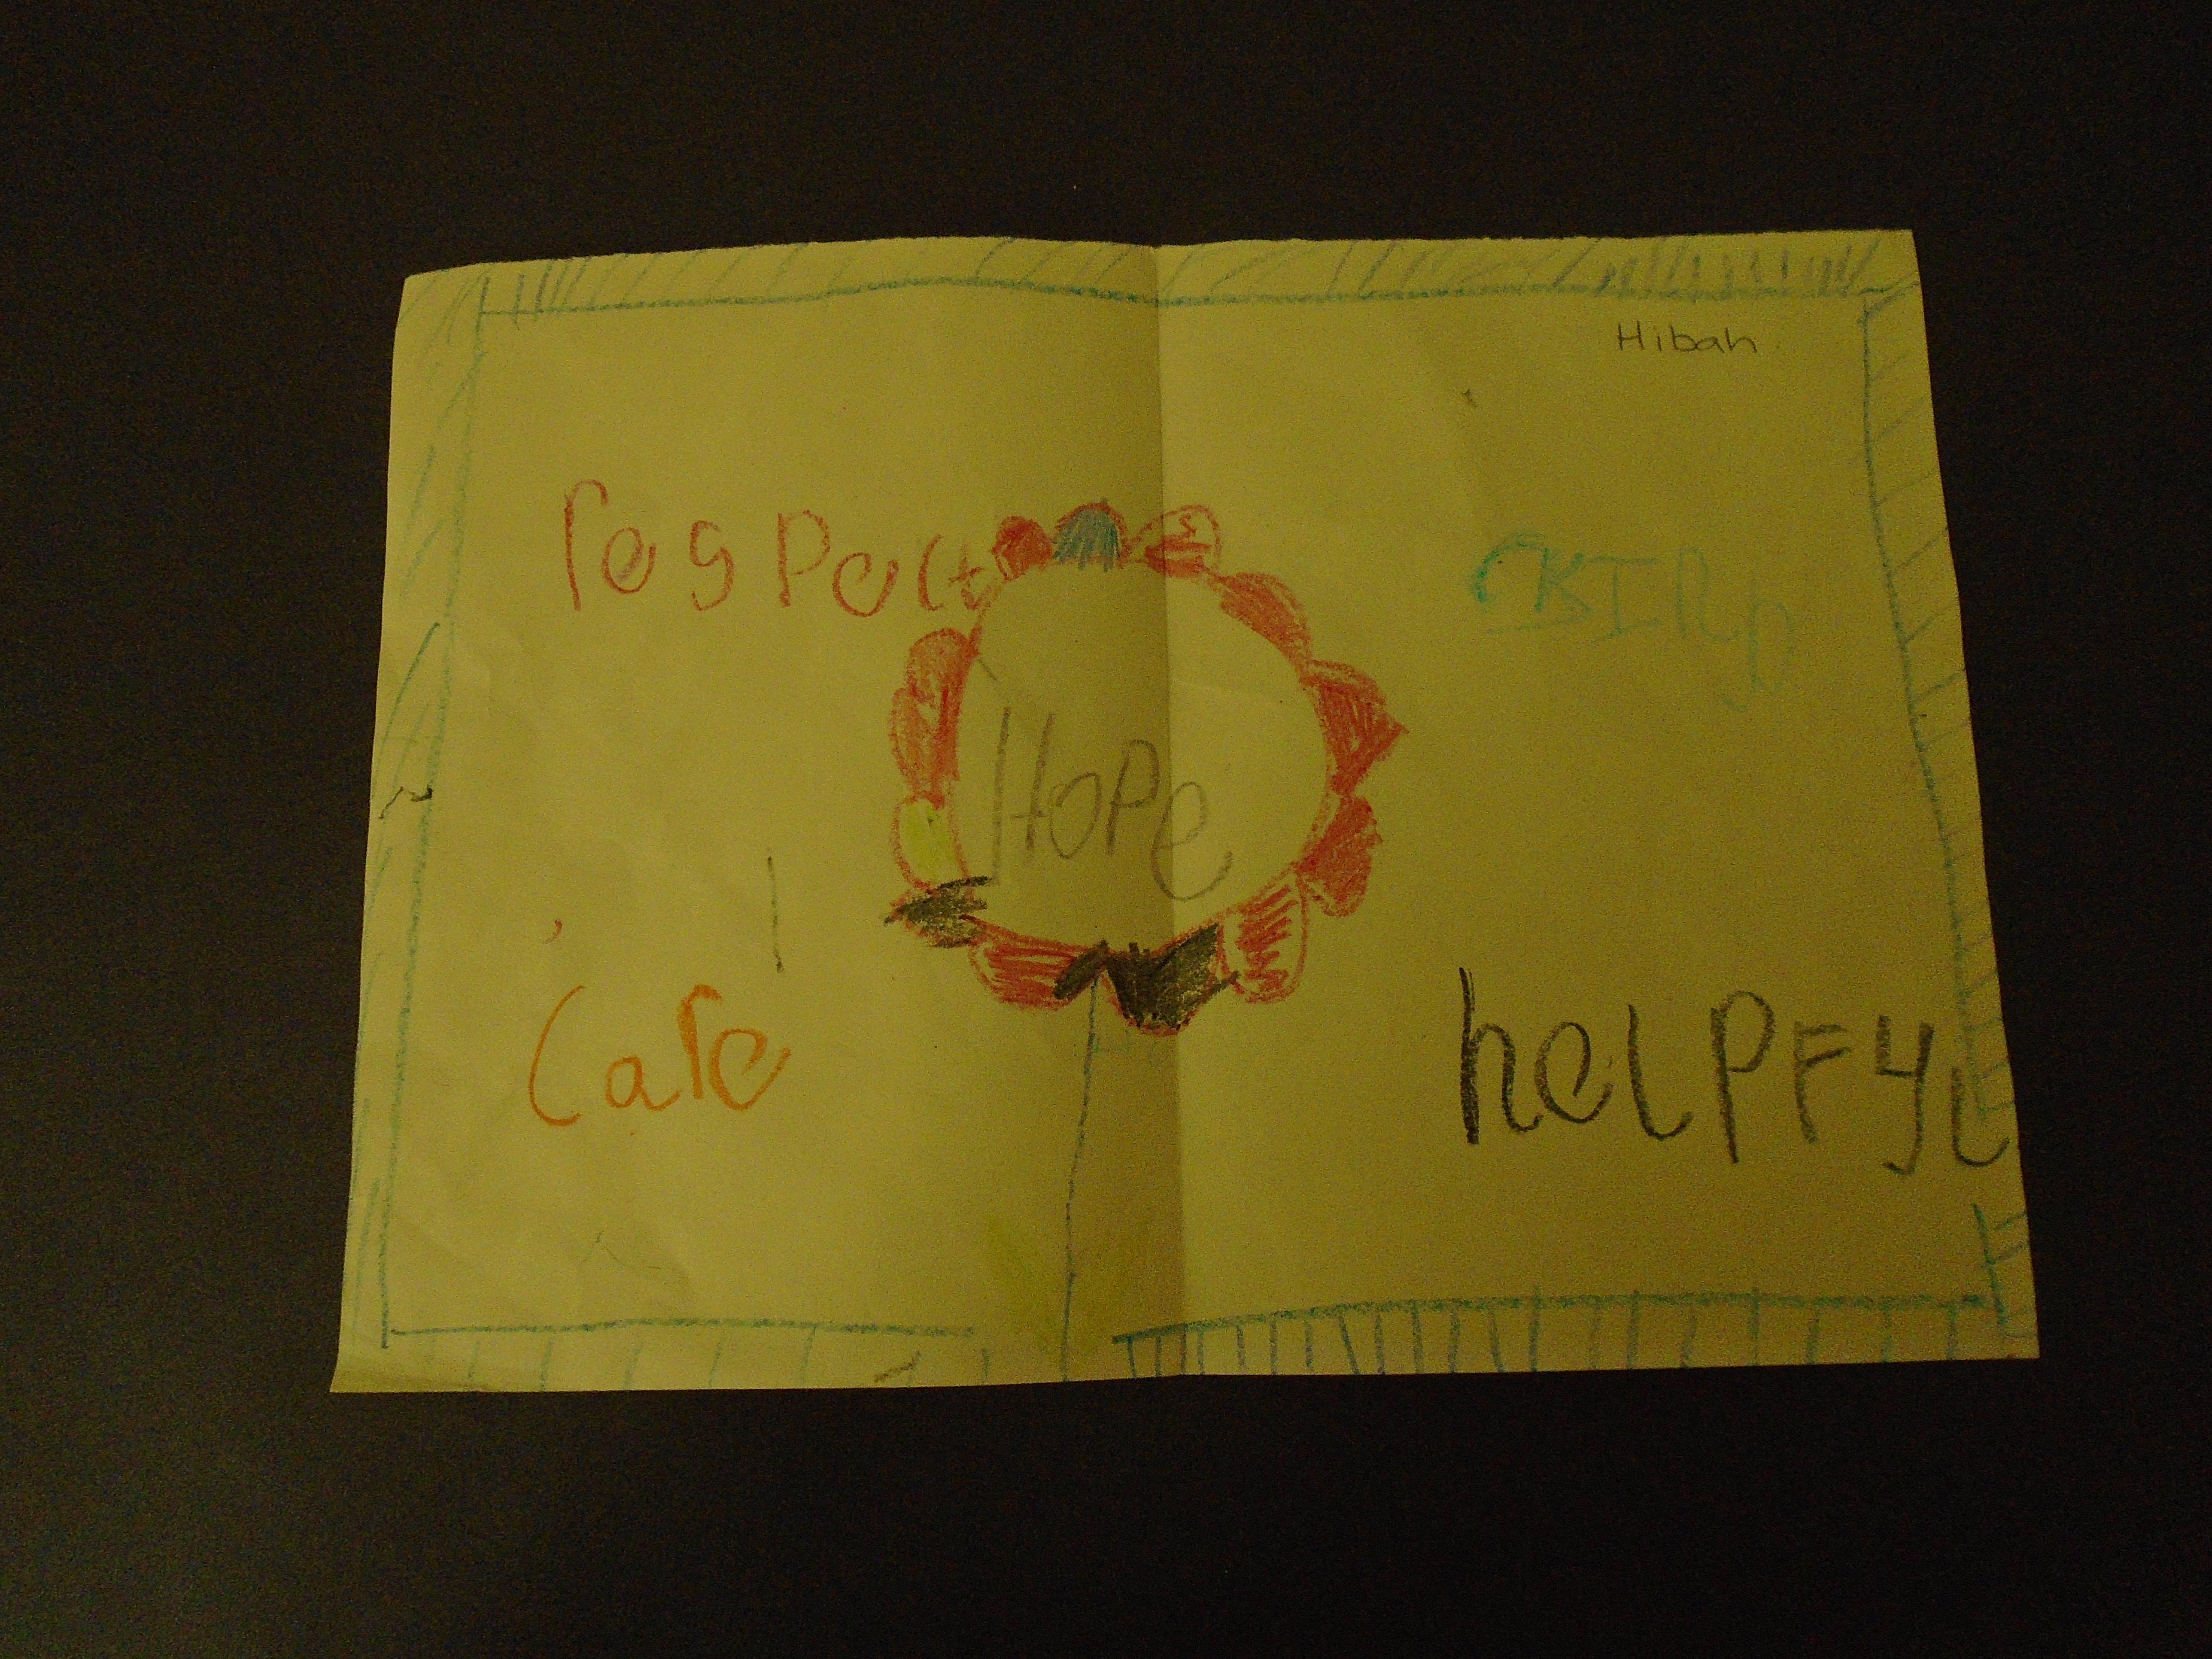 Hibah
respect
Hope
Care
helpfyl